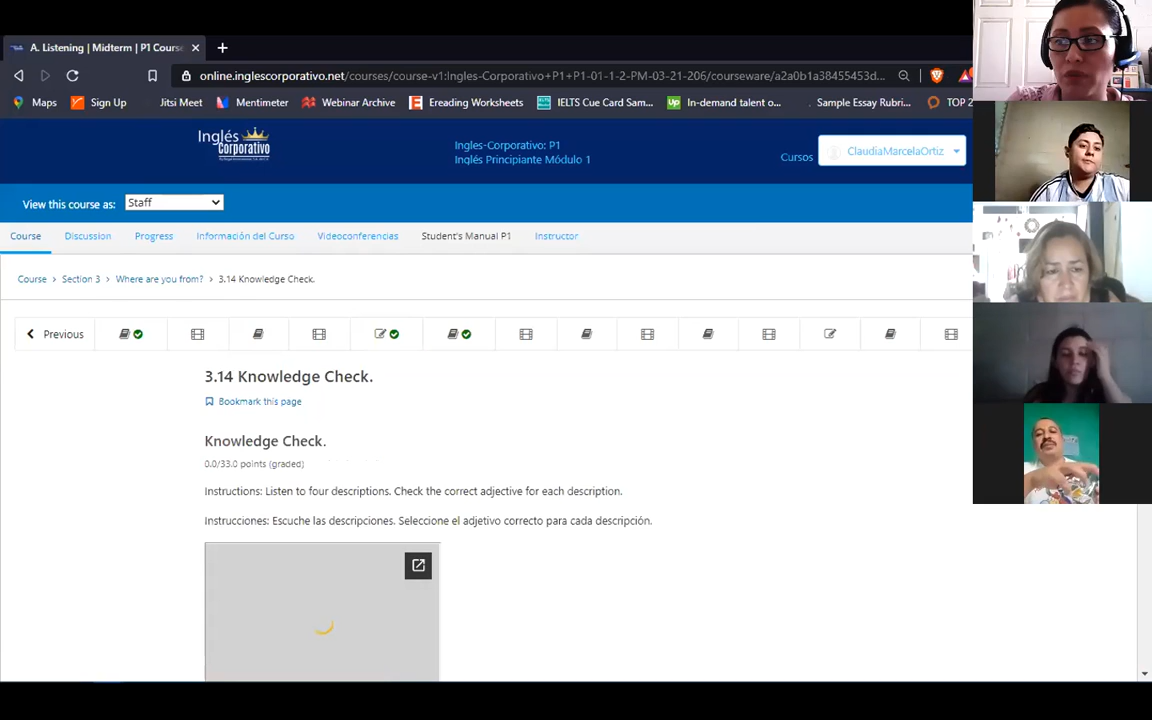 A. Listening | Midterm | P1 Cours
online.inglescorporativo.net/courses/course-v1:Ingles-Corporativo+P1+P1-01-1-2-PM-03-21-206/courseware/a2a0b1a38455453d...
Maps Sign Up Jitsi Meet Mentimeter Webinar Archive Ereading Worksheets IELTS Cue Card Sam... In-demand talent o... Sample Essay Rubri... TOP 2
Inglés
Corporativo
Ingles-Corporativo: P1
Inglés Principiante Módulo 1
Cursos ClaudiaMarcelaOrtiz
View this course as: Staff
Course Discussion Progress Información del Curso Videoconferencias Student's Manual P1 Instructor
Course > Section 3 > Where are you from? > 3.14 Knowledge Check.
Previous
3.14 Knowledge Check.
Bookmark this page
Knowledge Check.
0.0/33.0 points (graded)
Instructions: Listen to four descriptions. Check the correct adjective for each description.
Instrucciones: Escuche las descripciones. Seleccione el adjetivo correcto para cada descripción.